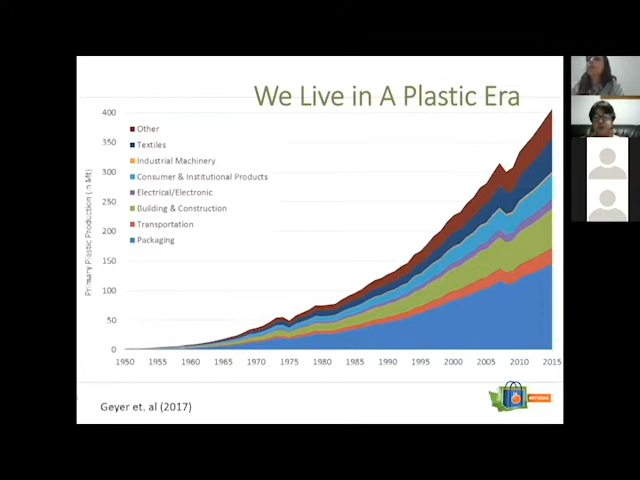 We Live in A Plastic Era
400
350
300
250
200
150
100
50
0
Primary Plastic Production (in Mt)
Other
Textiles
Industrial Machinery
Consumer & Institutional Products
Electrical/Electronic
Building & Construction
Transportation
Packaging
1950 1955 1960 1965 1970 1975 1980 1985 1990 1995 2000 2005 2010 2015
Geyer et. al (2017)